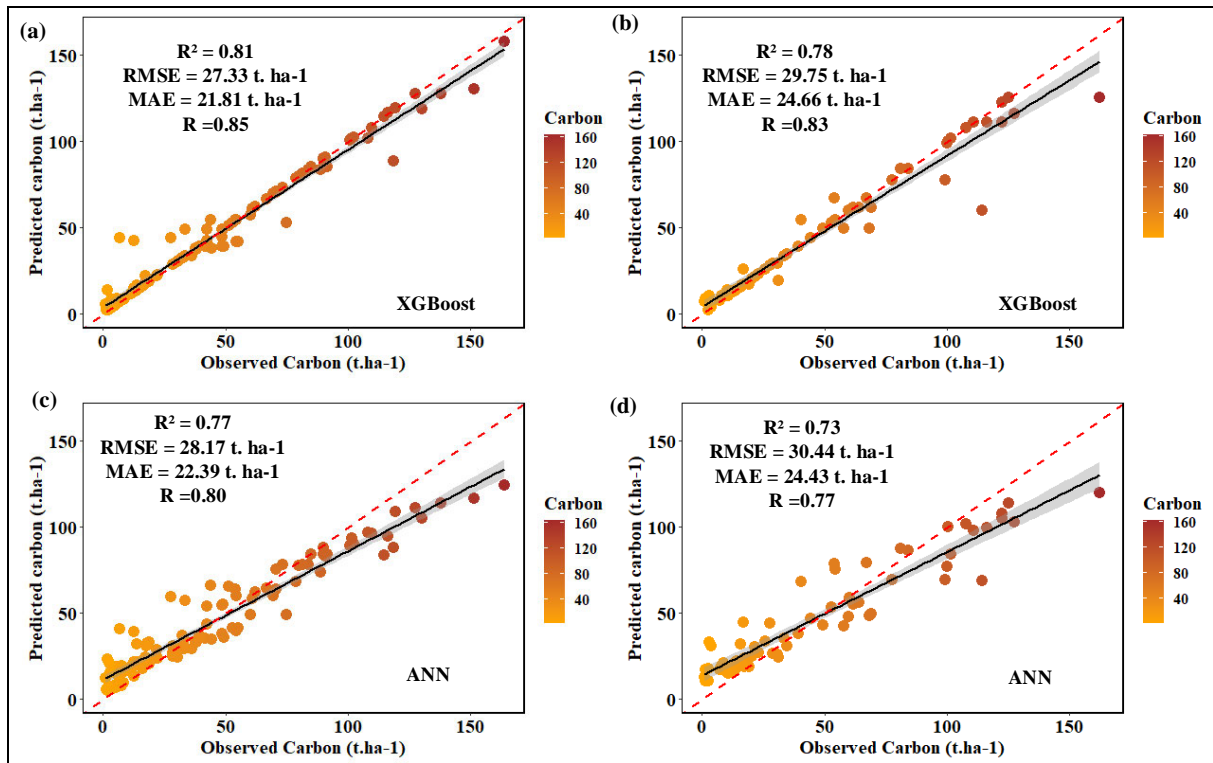 (a)
R² = 0.81
RMSE = 27.33 t. ha-1
MAE = 21.81 t. ha-1
R =0.85
XGBoost
Predicted carbon (t.ha-1)
150
100
50
0
0 50 100 150
Observed Carbon (t.ha-1)
Carbon
160
120
80
40
(b)
R² = 0.78
RMSE = 29.75 t. ha-1
MAE = 24.66 t. ha-1
R =0.83
XGBoost
Predicted carbon (t.ha-1)
150
100
50
0
0 50 100 150
Observed Carbon (t.ha-1)
Carbon
160
120
80
40
(c)
R² = 0.77
RMSE = 28.17 t. ha-1
MAE = 22.39 t. ha-1
R =0.80
ANN
Predicted carbon (t.ha-1)
150
100
50
0
0 50 100 150
Observed Carbon (t.ha-1)
Carbon
160
120
80
40
(d)
R² = 0.73
RMSE = 30.44 t. ha-1
MAE = 24.43 t. ha-1
R =0.77
ANN
Predicted carbon (t.ha-1)
150
100
50
0
0 50 100 150
Observed Carbon (t.ha-1)
Carbon
160
120
80
40